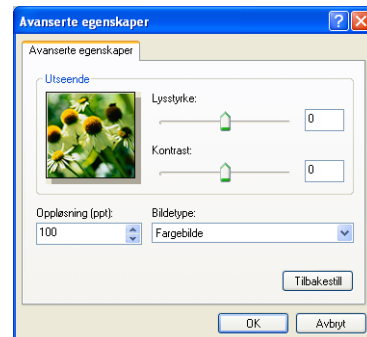 Avanserte egenskaper
Avanserte egenskaper
Utseende
Lysstyrke:
0
Kontrast:
0
Oppløsning (ppt):
Bildetype:
100
Fargebilde
Tilbakestill
OK
Avbryt